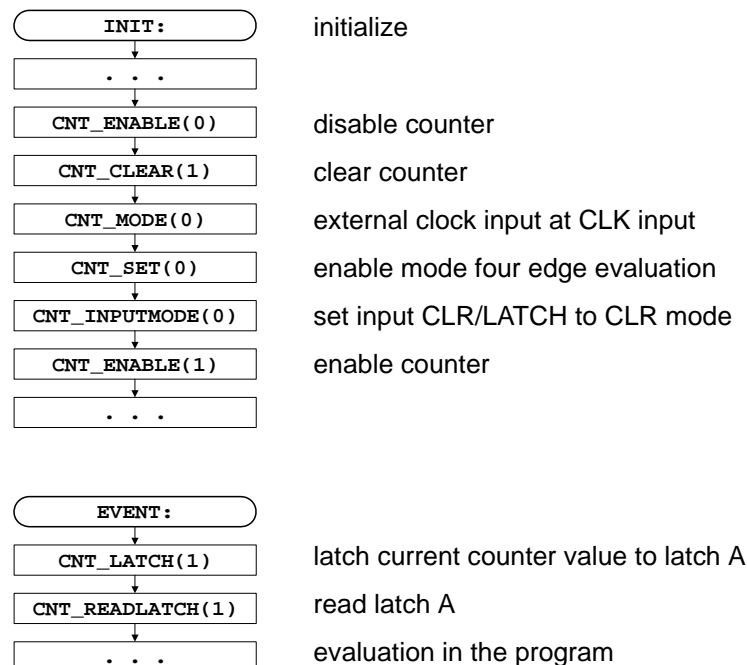 INIT: initialize
. . .
CNT_ENABLE(0) disable counter
CNT_CLEAR(1) clear counter
CNT_MODE(0) external clock input at CLK input
CNT_SET(0) enable mode four edge evaluation
CNT_INPUTMODE(0) set input CLR/LATCH to CLR mode
CNT_ENABLE(1) enable counter
. . .
EVENT:
CNT_LATCH(1) latch current counter value to latch A
CNT_READLATCH(1) read latch A
. . . evaluation in the program